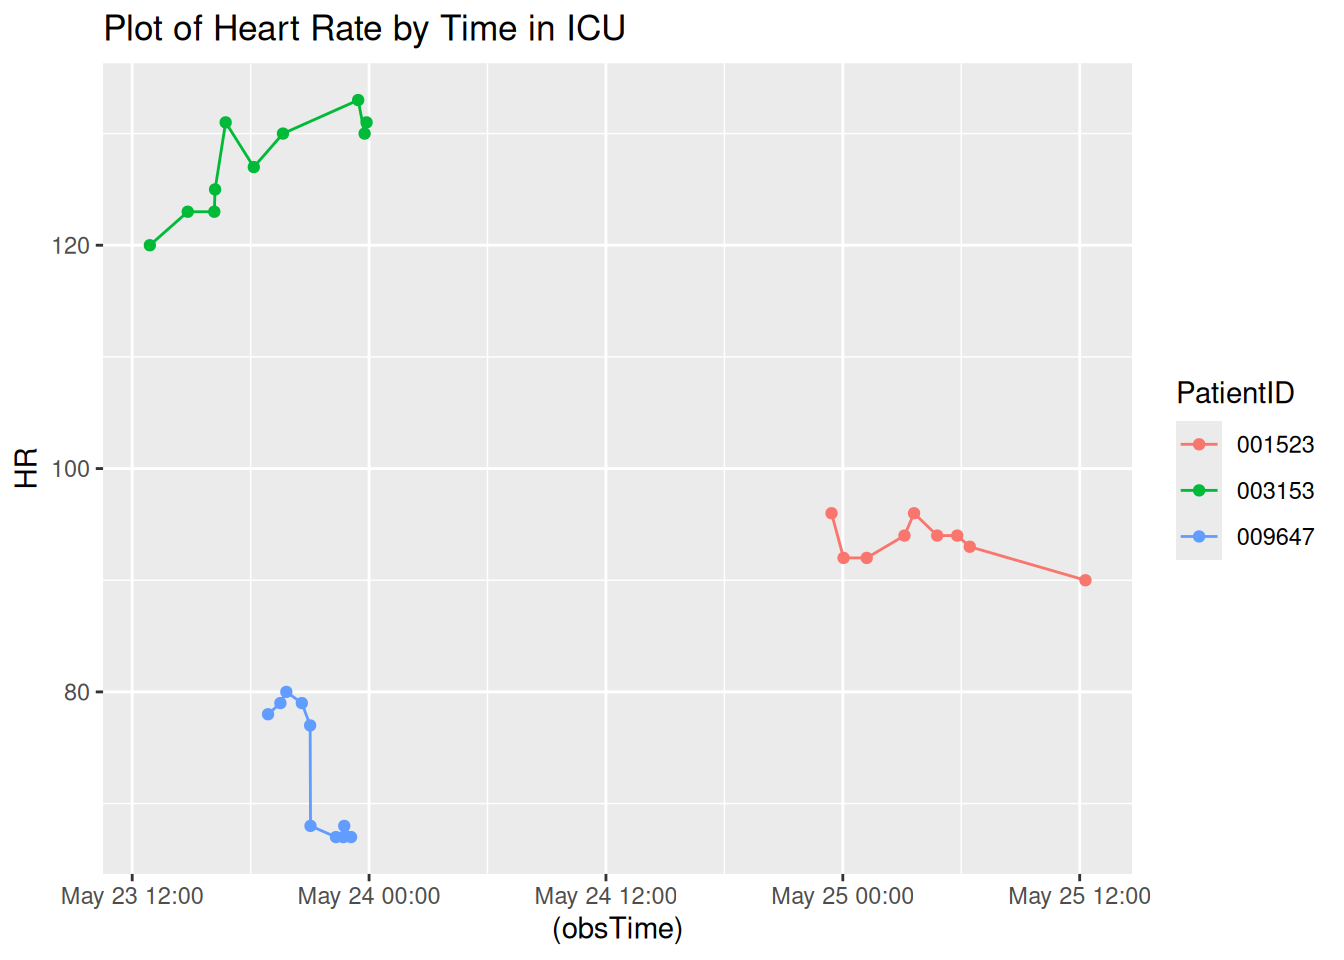 Plot of Heart Rate by Time in ICU
HR
120
100
80
May 23 12:00
May 24 00:00
May 24 12:00
May 25 00:00
May 25 12:00
(obsTime)
PatientID
001523
003153
009647